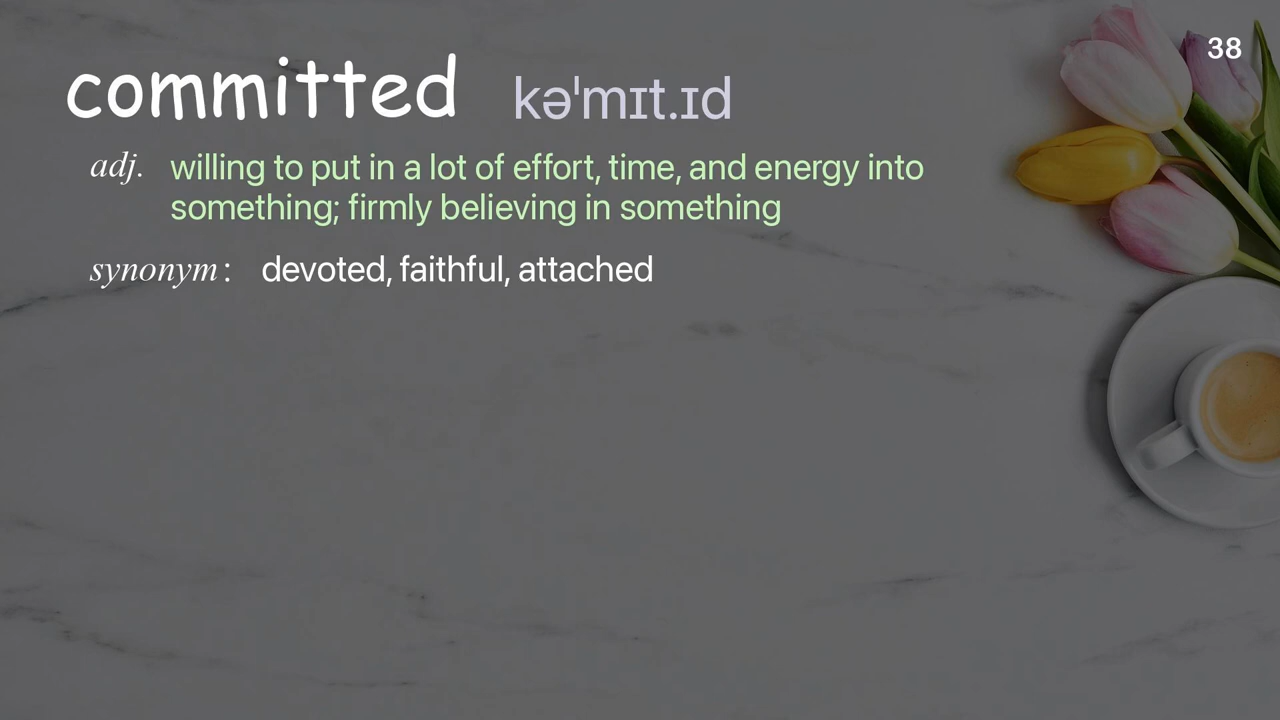 38
committed kəˈmɪt.ɪd
adj. willing to put in a lot of effort, time, and energy into
something; firmly believing in something
synonym: devoted, faithful, attached